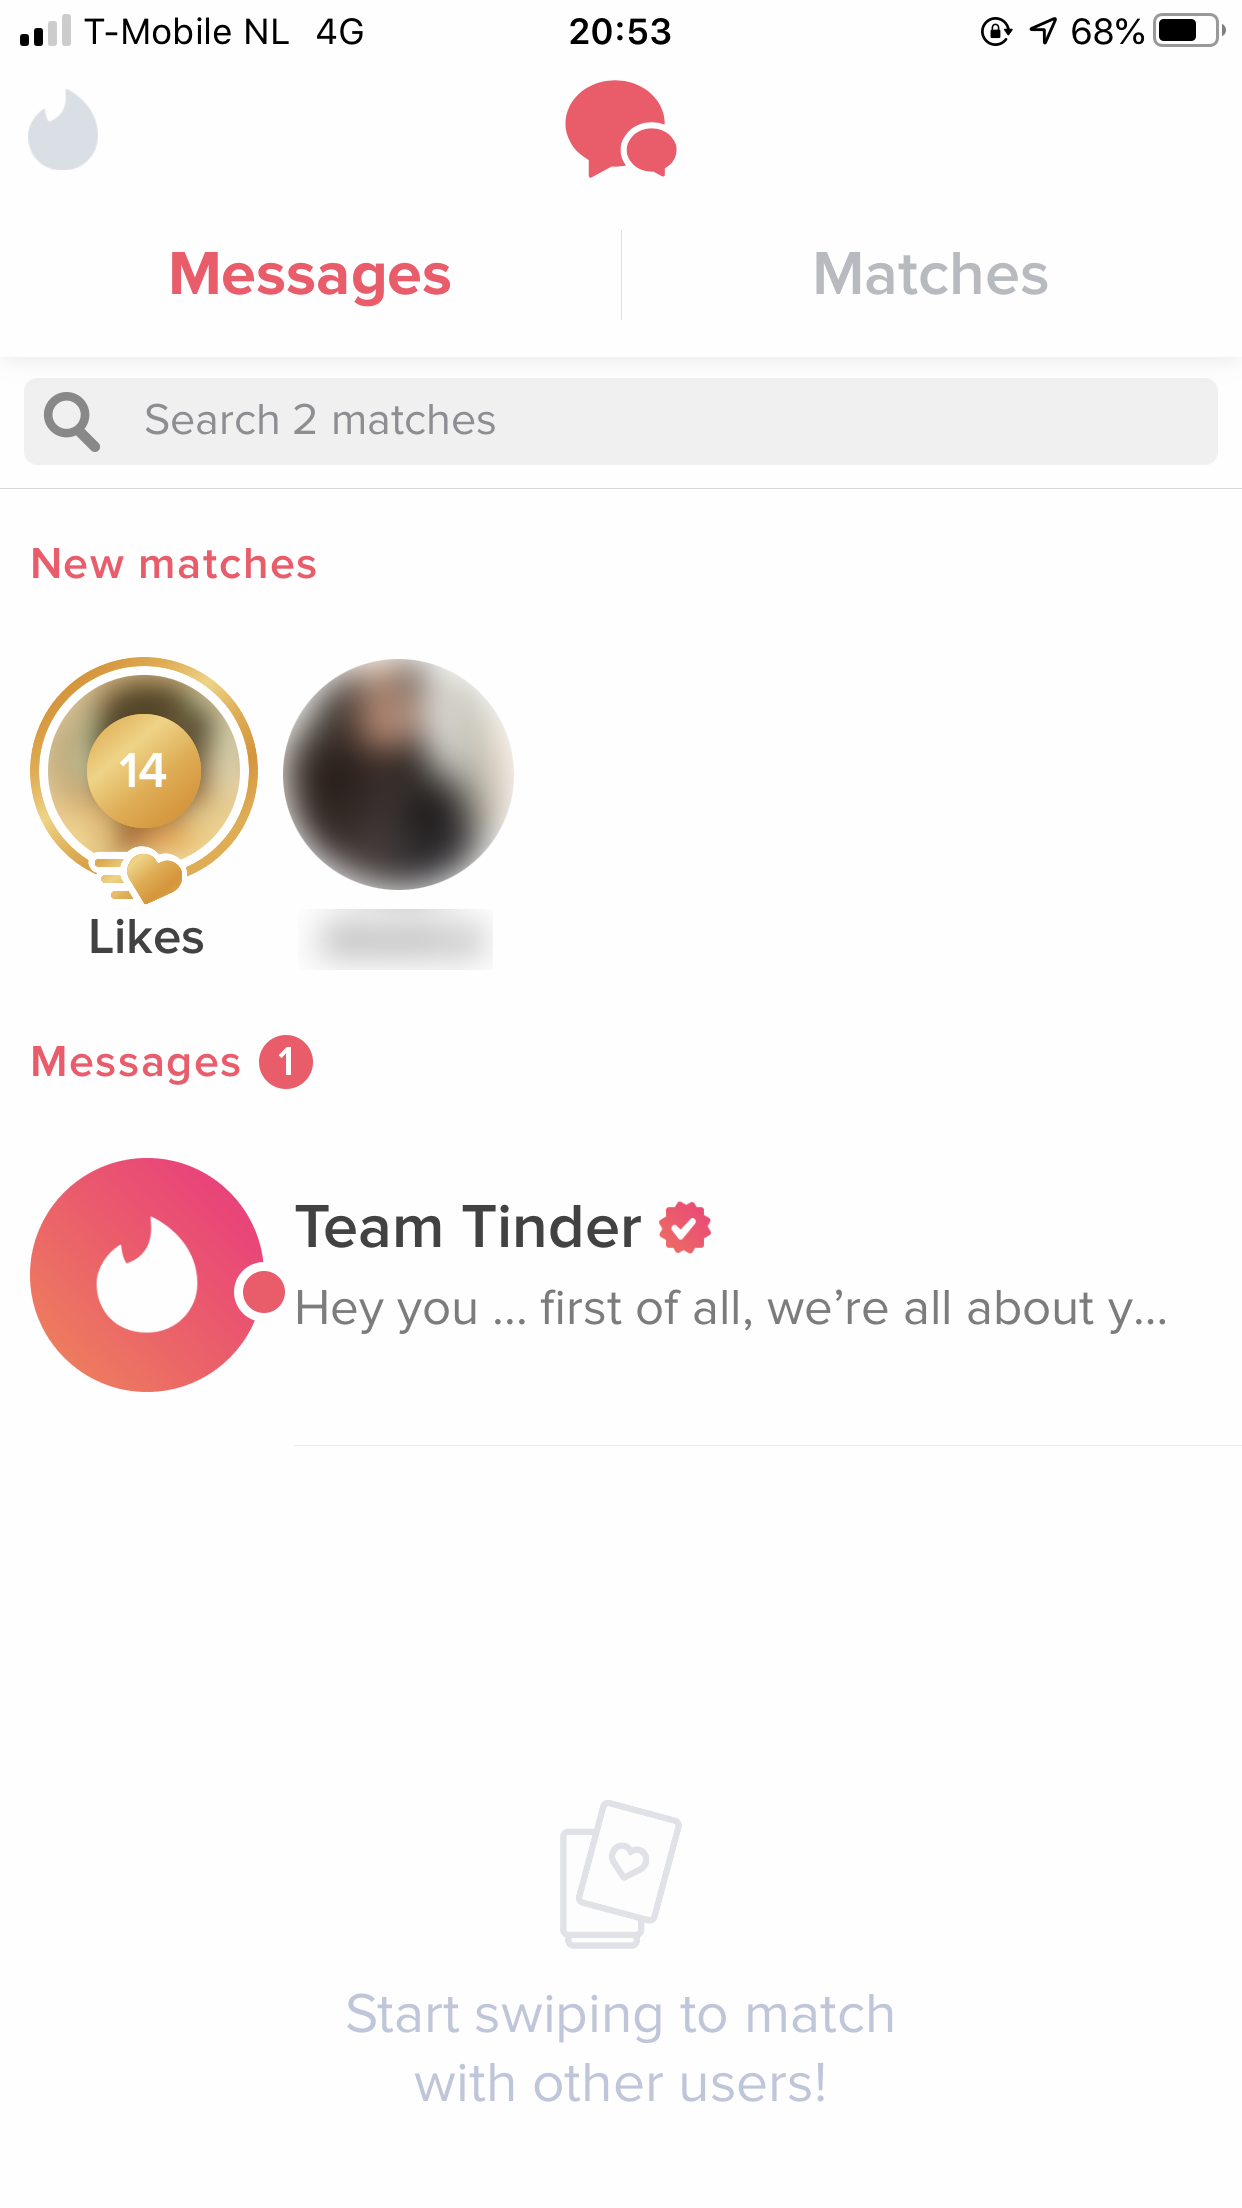 T-Mobile NL 4G 20:53 68%
Messages Matches
Search 2 matches
New matches
14
Likes
Messages 1
Team Tinder
Hey you ... first of all, we’re all about y...
Start swiping to match
with other users!